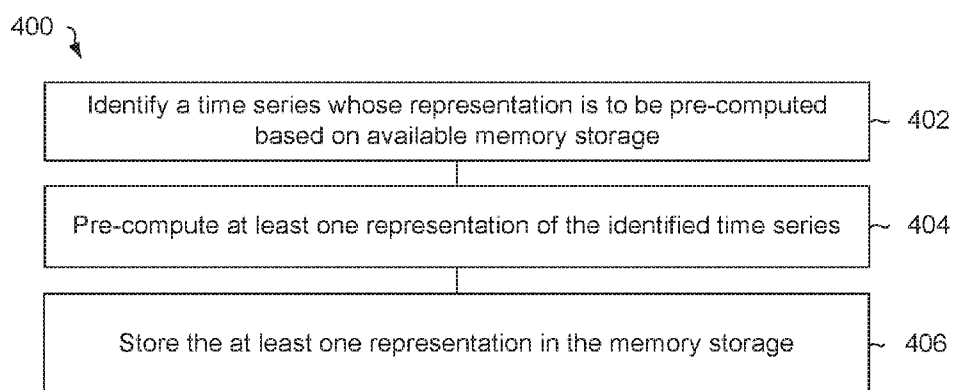 400
Identify a time series whose representation is to be pre-computed
based on available memory storage
402
Pre-compute at least one representation of the identified time series
404
Store the at least one representation in the memory storage
406